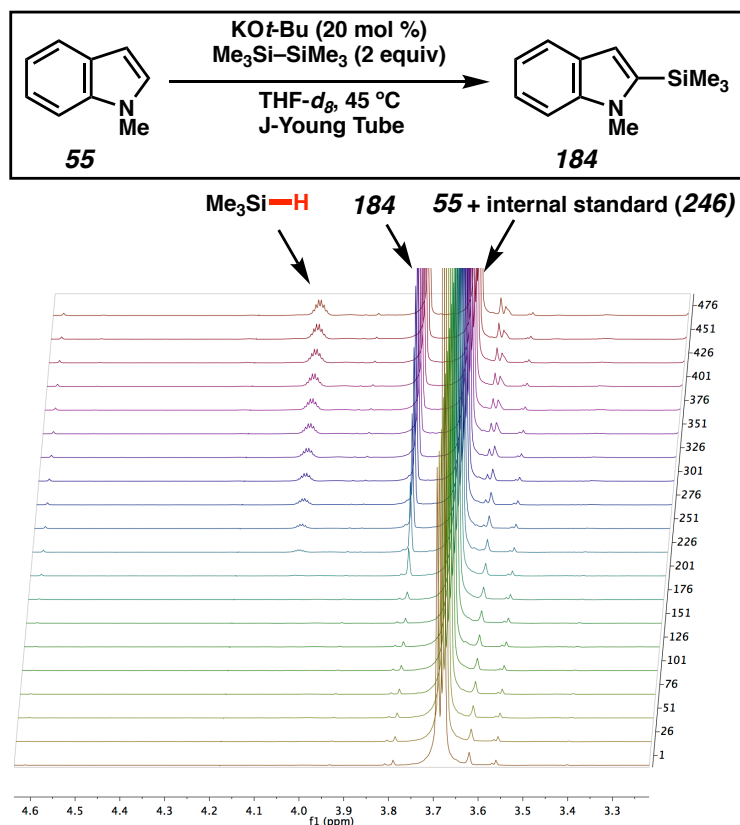 KOt-Bu (20 mol %)
Me3Si–SiMe3 (2 equiv)
THF-d8, 45 ºC
J-Young Tube
N
Me
55
N
Me
SiMe3
184
Me3Si–H
184
55 + internal standard (246)
476
451
426
401
376
351
326
301
276
251
226
201
176
151
126
101
76
51
26
1
4.6 4.5 4.4 4.3 4.2 4.1 4.0 3.9 3.8 3.7 3.6 3.5 3.4 3.3
f1 (ppm)